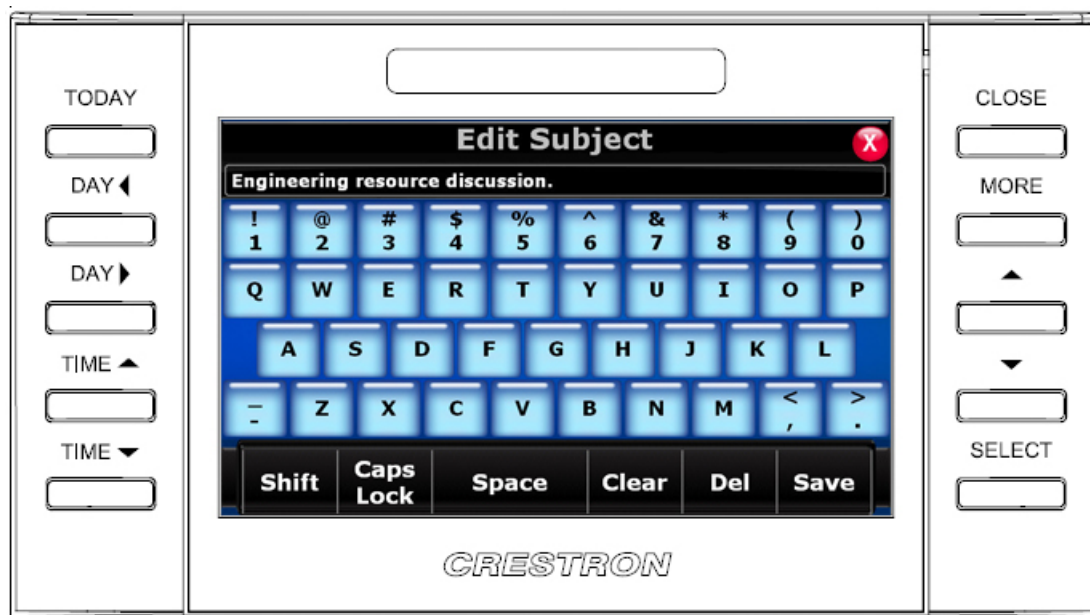 TODAY
DAY
DAY
TIME
TIME
Edit Subject
X
Engineering resource discussion.
! @ # $ % ^ & * ( )
1 2 3 4 5 6 7 8 9 0
Q W E R T Y U I O P
A S D F G H J K L
_ < >
- Z X C V B N M , .
Shift Caps Lock Space Clear Del Save
CRESTRON
CLOSE
MORE
SELECT